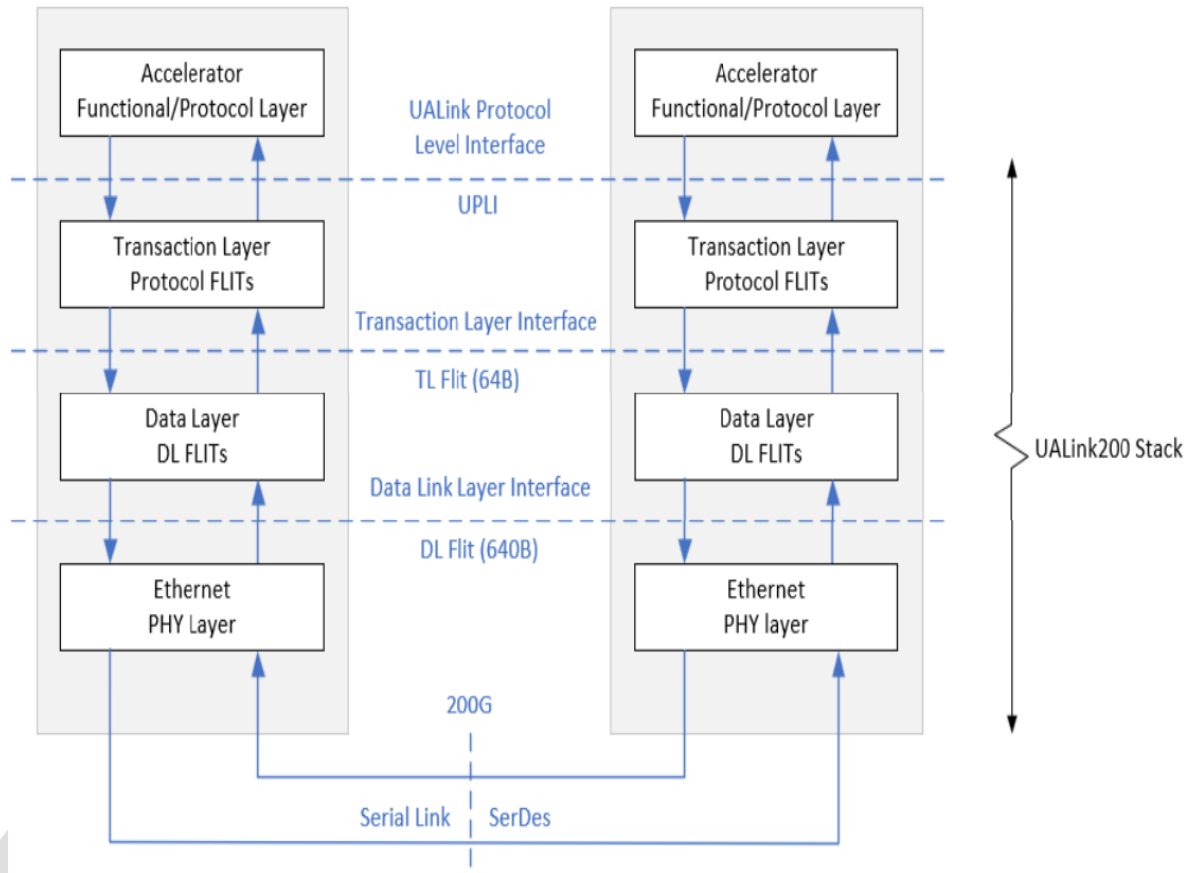 Accelerator
Functional/Protocol Layer
UALink Protocol
Level Interface
Accelerator
Functional/Protocol Layer
UPLI
Transaction Layer
Protocol FLITs
Transaction Layer
Protocol FLITs
Transaction Layer Interface
TL Flit (64B)
Data Layer
DL FLITs
Data Layer
DL FLITs
UALink200 Stack
Data Link Layer Interface
DL Flit (640B)
Ethernet
PHY Layer
Ethernet
PHY layer
200G
Serial Link
SerDes